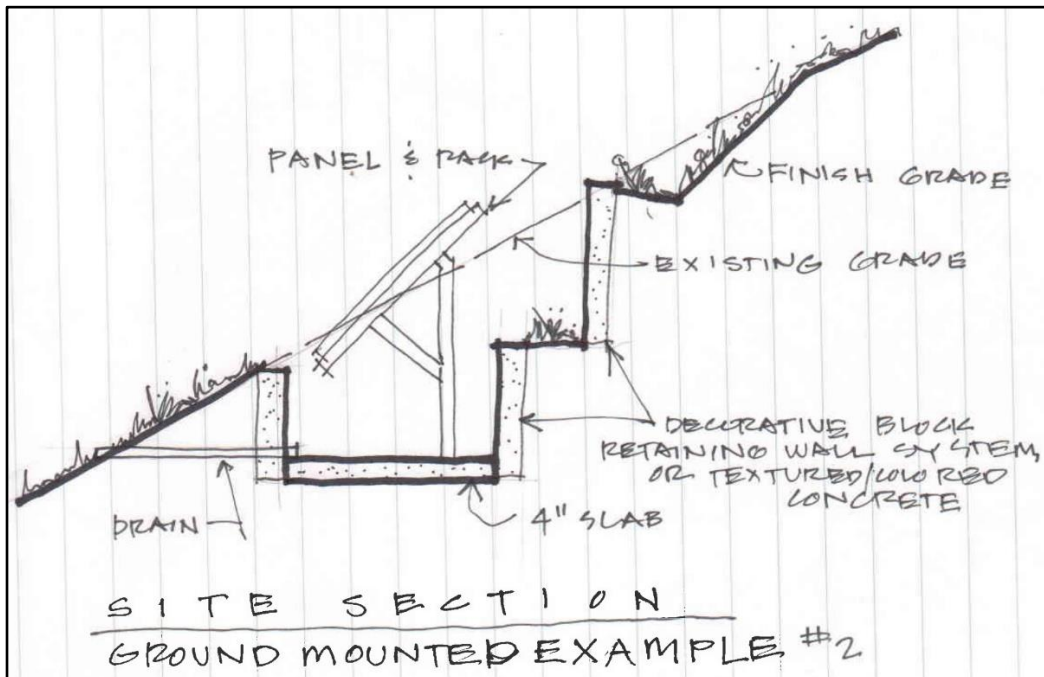 PANEL & RACK
FINISH GRADE
EXISTING GRADE
DECORATIVE BLOCK
RETAINING WALL SYSTEM,
OR TEXTURED/COLORED
CONCRETE
DRAIN
4" SLAB
SITE SECTION
GROUND MOUNTED EXAMPLE #2